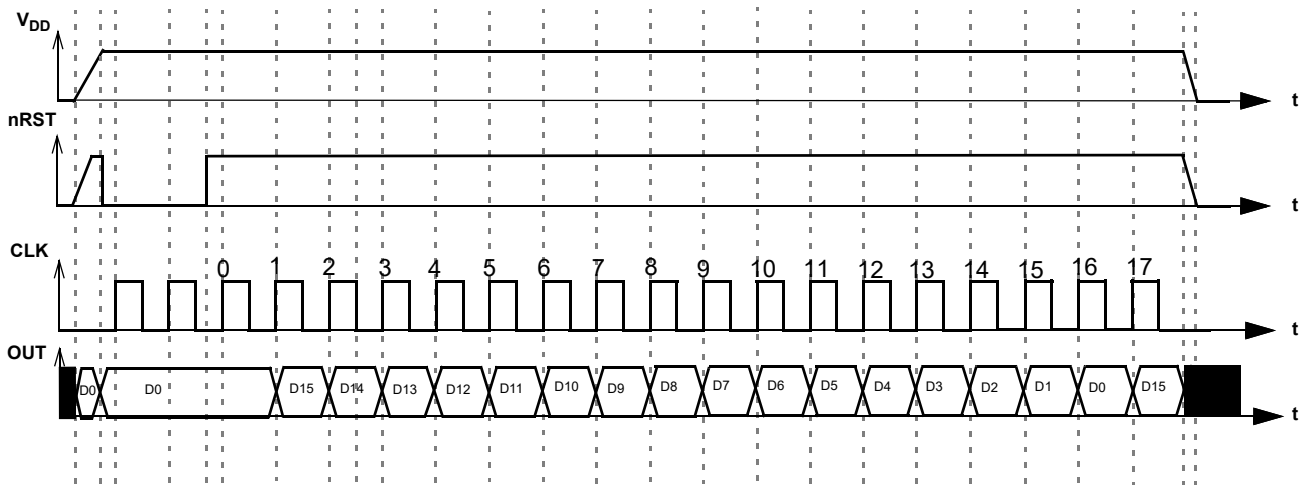 VDD
t
nRST
t
CLK
0 1 2 3 4 5 6 7 8 9 10 11 12 13 14 15 16 17
t
OUT
D0 D0 D15 D14 D13 D12 D11 D10 D9 D8 D7 D6 D5 D4 D3 D2 D1 D0 D15
t